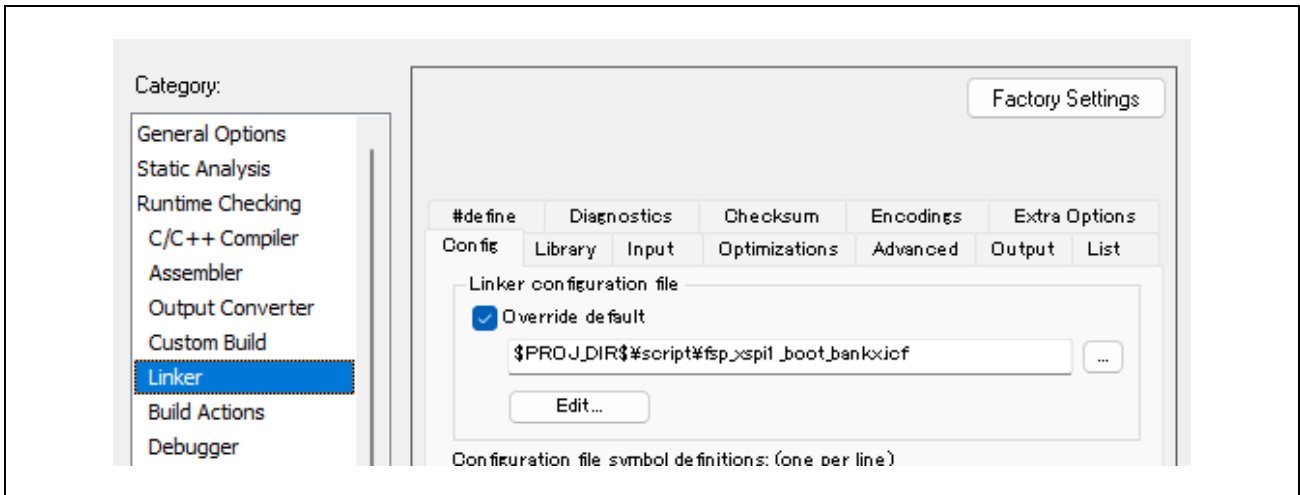 Category:
General Options
Static Analysis
Runtime Checking
C/C++ Compiler
Assembler
Output Converter
Custom Build
Linker
Build Actions
Debugger
Factory Settings
#define Diagnostics Checksum Encodings Extra Options
Config Library Input Optimizations Advanced Output List
Linker configuration file
Override default
$PROJ_DIR$¥script¥fsp_xspi1_boot_bankx.icf
...
Edit...
Configuration file symbol definitions: (one per line)